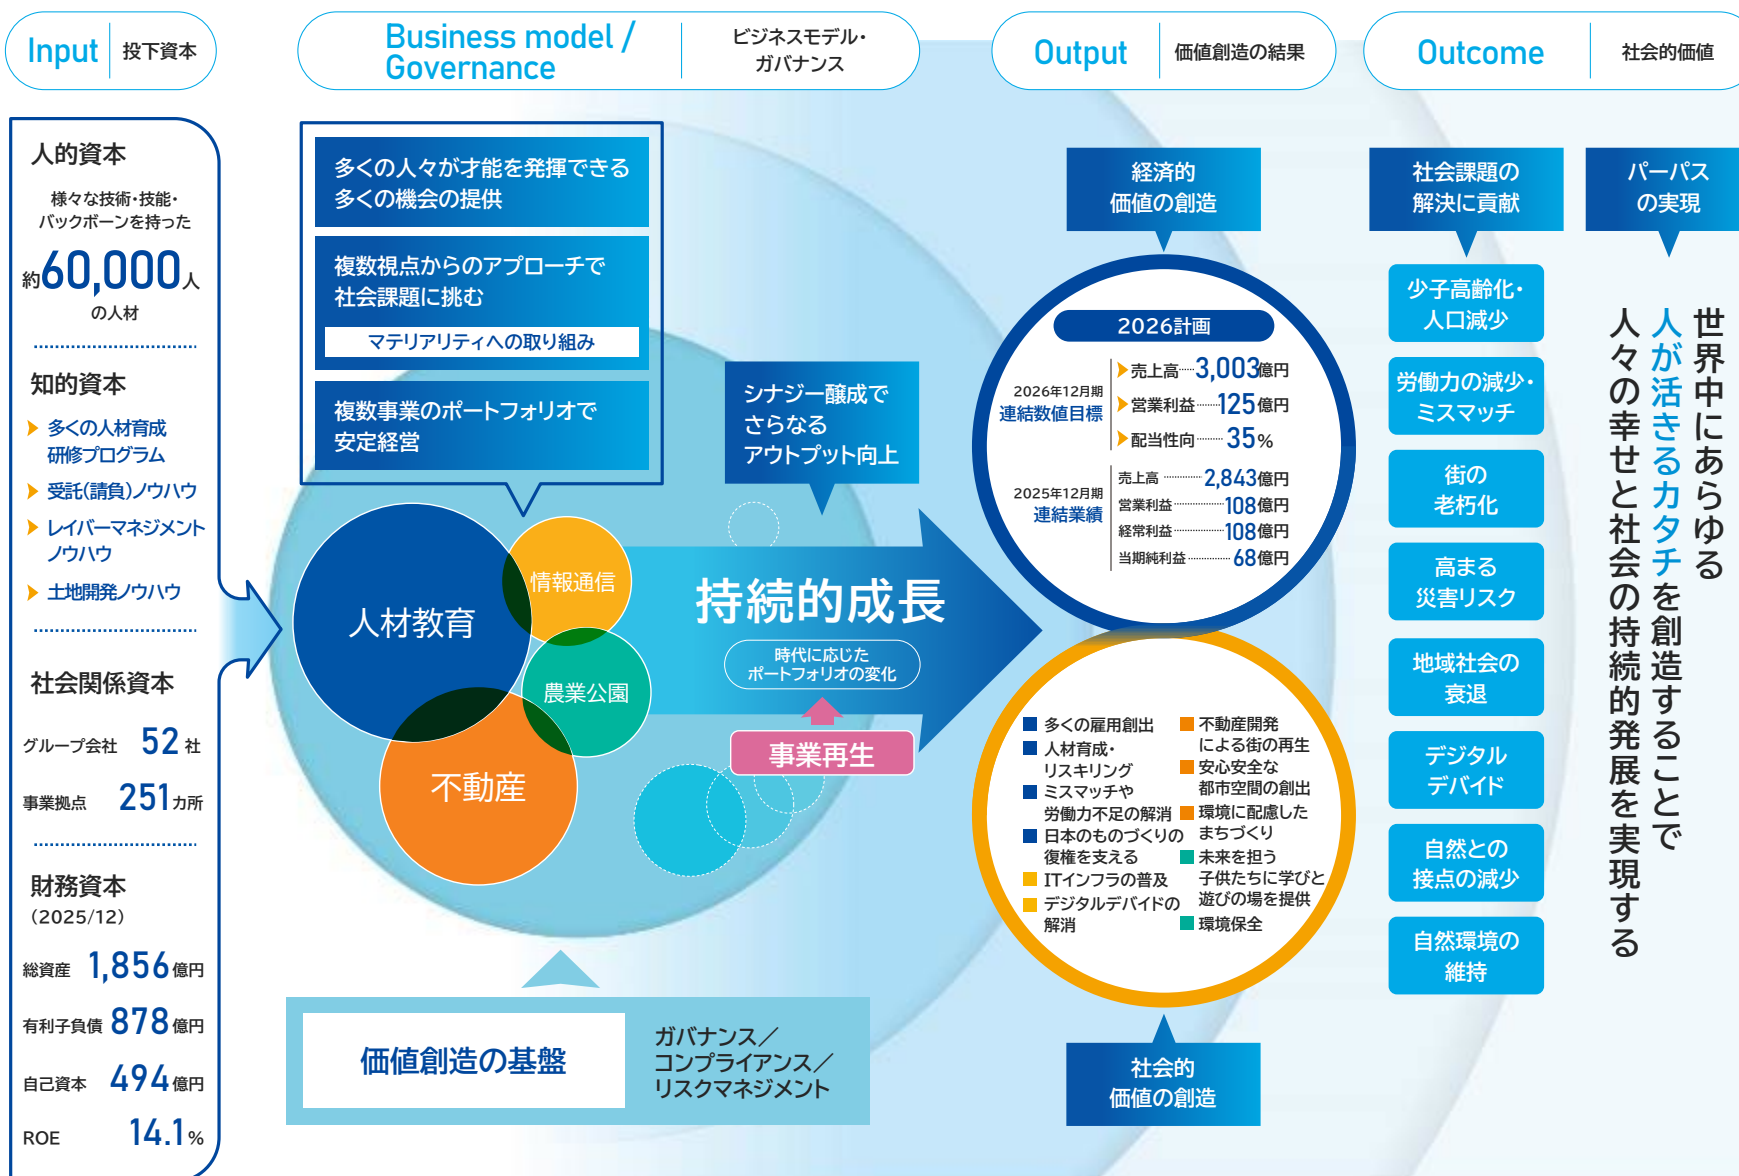 Input 投下資本
人的資本
様々な技術・技能・
バックボーンを持った
約60,000人
の人材
知的資本
多くの人材育成
研修プログラム
受託(請負)ノウハウ
レイバーマネジメント
ノウハウ
土地開発ノウハウ
社会関係資本
グループ会社 52社
事業拠点 251カ所
財務資本
(2025/12)
総資産 1,856億円
有利子負債 878億円
自己資本 494億円
ROE 14.1%
Business model /
Governance
ビジネスモデル・
ガバナンス
多くの人々が才能を発揮できる
多くの機会の提供
複数視点からのアプローチで
社会課題に挑む
マテリアリティへの取り組み
複数事業のポートフォリオで
安定経営
人材教育
情報通信
農業公園
不動産
シナジー醸成で
さらなる
アウトプット向上
持続的成長
時代に応じた
ポートフォリオの変化
事業再生
価値創造の基盤
ガバナンス／
コンプライアンス／
リスクマネジメント
Output 価値創造の結果
経済的
価値の創造
2026計画
2026年12月期
連結数値目標
売上高 3,003億円
営業利益 125億円
配当性向 35%
2025年12月期
連結業績
売上高 2,843億円
営業利益 108億円
経常利益 108億円
当期純利益 68億円
多くの雇用創出
人材育成・
リスキリング
ミスマッチや
労働力不足の解消
日本のものづくりの
復権を支える
ITインフラの普及
デジタルデバイドの
解消
不動産開発
による街の再生
安心安全な
都市空間の創出
環境に配慮した
まちづくり
未来を担う
子供たちに学びと
遊びの場を提供
環境保全
社会的
価値の創造
Outcome 社会的価値
社会課題の
解決に貢献
少子高齢化・
人口減少
労働力の減少・
ミスマッチ
街の
老朽化
高まる
災害リスク
地域社会の
衰退
デジタル
デバイド
自然との
接点の減少
自然環境の
維持
パーパス
の実現
世界中にあらゆる
人が活きるカタチを創造することで
人々の幸せと社会の持続的発展を実現する